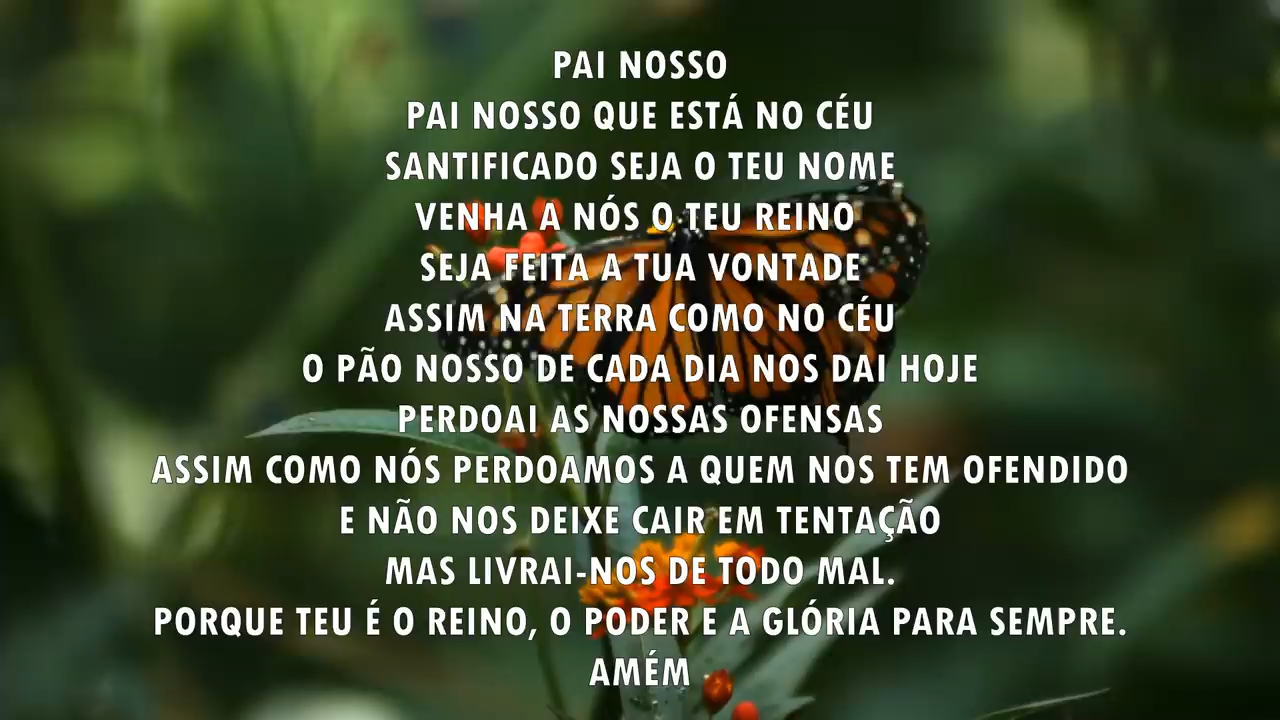 PAI NOSSO
PAI NOSSO QUE ESTÁ NO CÉU
SANTIFICADO SEJA O TEU NOME
VENHA A NÓS O TEU REINO
SEJA FEITA A TUA VONTADE
ASSIM NA TERRA COMO NO CÉU
O PÃO NOSSO DE CADA DIA NOS DAI HOJE
PERDOAI AS NOSSAS OFENSAS
ASSIM COMO NÓS PERDOAMOS A QUEM NOS TEM OFENDIDO
E NÃO NOS DEIXE CAIR EM TENTAÇÃO
MAS LIVRAI-NOS DE TODO MAL.
PORQUE TEU É O REINO, O PODER E A GLÓRIA PARA SEMPRE.
AMÉM